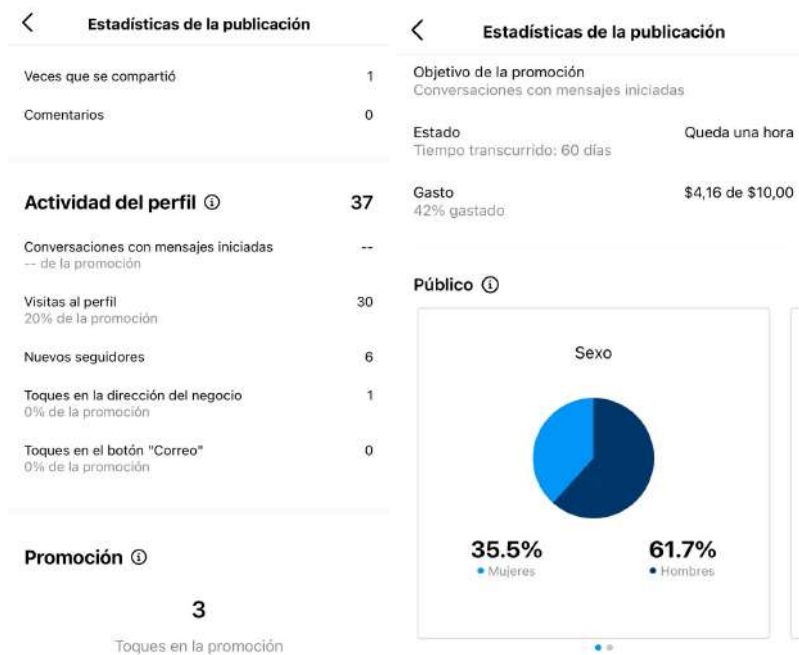 Estadísticas de la publicación
Veces que se compartió 1
Comentarios 0
Actividad del perfil 37
Conversaciones con mensajes iniciadas --
-- de la promoción
Visitas al perfil 30
20% de la promoción
Nuevos seguidores 6
Toques en la dirección del negocio 1
0% de la promoción
Toques en el botón "Correo" 0
0% de la promoción
Promoción
3
Toques en la promoción
Estadísticas de la publicación
Objetivo de la promoción
Conversaciones con mensajes iniciadas
Estado Queda una hora
Tiempo transcurrido: 60 días
Gasto $4,16 de $10,00
42% gastado
Público
Sexo
35.5% 61.7%
Mujeres Hombres